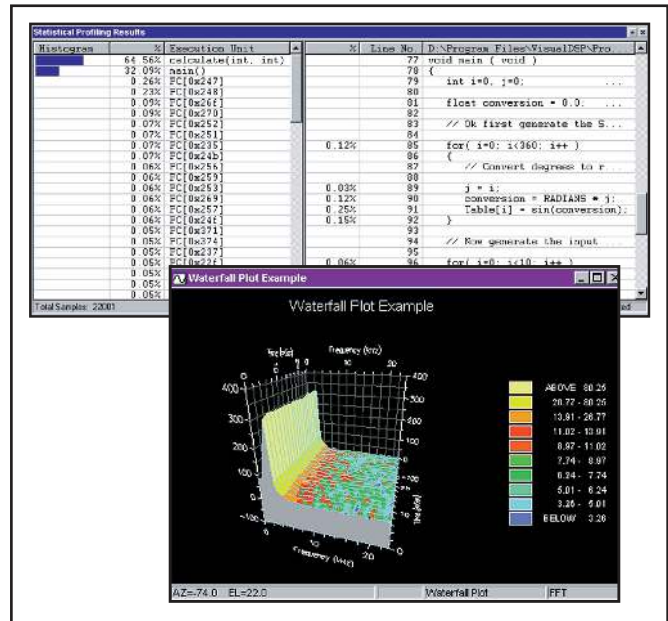 Statistical Profiling Results
Histogram % Execution Unit % Line No. D:\Program Files\VisualDSP\Pro...
64.56% calculate(int, int) 77 void main ( void )
32.09% main() 78 {
0.26% PC[0x247] 79 int i=0, j=0; ...
0.23% PC[0x248] 80
0.09% PC[0x26f] 81 float conversion = 0.0; ...
0.09% PC[0x270] 82
0.07% PC[0x252] 83 // Ok first generate the S...
0.07% PC[0x251] 84
0.07% PC[0x235] 0.12% 85 for( i=0; i<360; i++ )
0.06% PC[0x24b] 86 {
0.06% PC[0x256] 87 // Convert degrees to r...
0.06% PC[0x259] 88
0.06% PC[0x253] 0.03% 89 j = i;
0.06% PC[0x269] 0.12% 90 conversion = RADIANS * j;
0.06% PC[0x257] 0.25% 91 Table[i] = sin(conversion);
0.06% PC[0x24f] 0.15% 92 }
0.05% PC[0x371] 93
0.05% PC[0x374] 94 // Now generate the input ...
0.05% PC[0x237] 95
0.05% PC[0x22f] 0.06% 96 for( i=0; i<10; i++ )
0.05%
0.05%
0.05%
Total Samples: 22001
Waterfall Plot Example
Waterfall Plot Example
Frequency (kHz)
0 10 20
400 400
300 300
200 200
100 100
0 0
-100 -100
0 10 20
Frequency (kHz)
ABOVE 80.25
26.77 - 80.25
13.91 - 26.77
11.02 - 13.91
8.97 - 11.02
7.74 - 8.97
6.24 - 7.74
5.01 - 6.24
3.26 - 5.01
BELOW 3.26
AZ=-74.0 EL=22.0 Waterfall Plot FFT